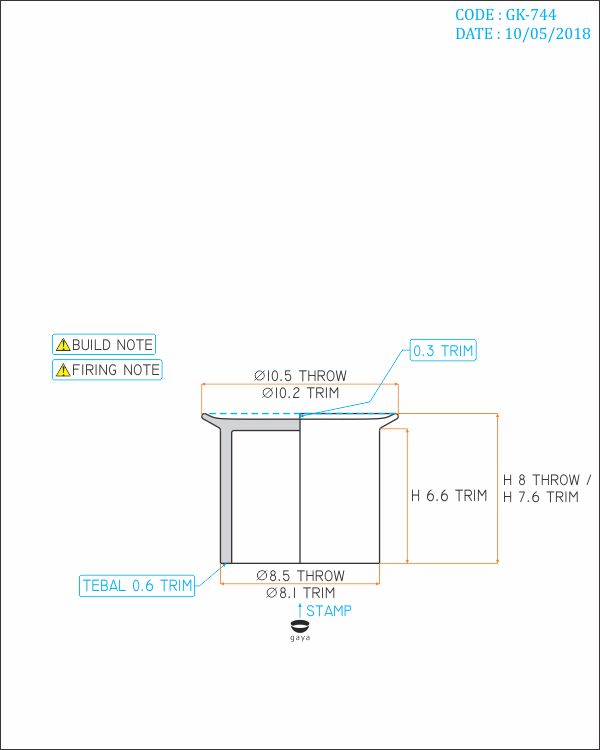 CODE : GK-744
DATE : 10/05/2018
BUILD NOTE
FIRING NOTE
0.3 TRIM
Ø10.5 THROW
Ø10.2 TRIM
H 6.6 TRIM
H 8 THROW /
H 7.6 TRIM
TEBAL 0.6 TRIM
Ø8.5 THROW
Ø8.1 TRIM
STAMP
gaya